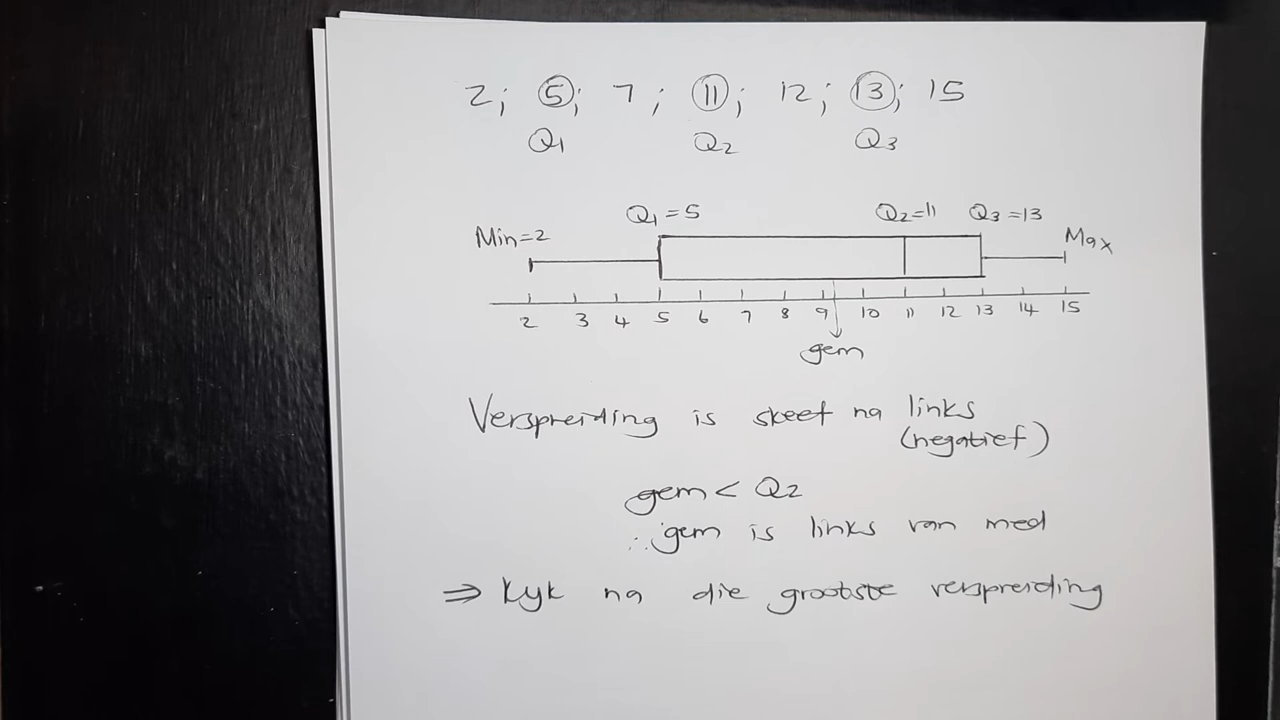 2; 5; 7; 11; 12; 13; 15
Q1 Q2 Q3
Q1=5 Q2=11 Q3=13
Min=2 Max
2 3 4 5 6 7 8 9 10 11 12 13 14 15
gem
Verspreiding is skeef na links
(negatief)
gem < Q2
∴ gem is links van med
⇒ Kyk na die grootste verspreiding